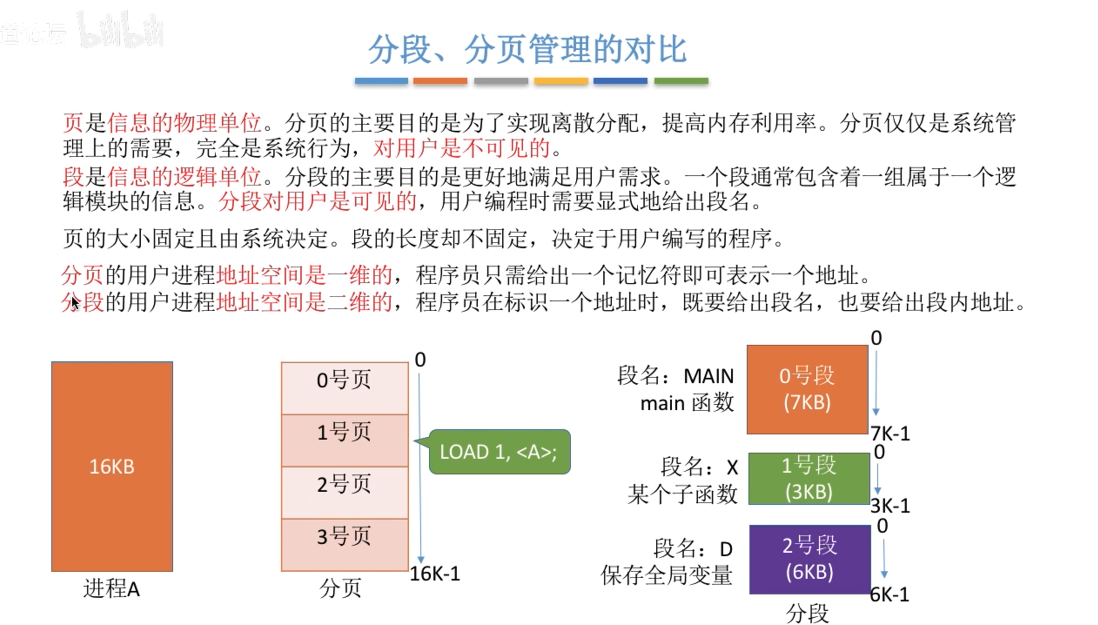 bilibili
分段、分页管理的对比
页是信息的物理单位。分页的主要目的是为了实现离散分配，提高内存利用率。分页仅仅是系统管
理上的需要，完全是系统行为，对用户是不可见的。
段是信息的逻辑单位。分段的主要目的是更好地满足用户需求。一个段通常包含着一组属于一个逻
辑模块的信息。分段对用户是可见的，用户编程时需要显式地给出段名。
页的大小固定且由系统决定。段的长度却不固定，决定于用户编写的程序。
分页的用户进程地址空间是一维的，程序员只需给出一个记忆符即可表示一个地址。
分段的用户进程地址空间是二维的，程序员在标识一个地址时，既要给出段名，也要给出段内地址。
16KB
进程A
0
0号页
1号页
2号页
3号页
LOAD 1, <A>;
16K-1
分页
段名：MAIN
main 函数
0号段
(7KB)
0
7K-1
段名：X
某个子函数
1号段
(3KB)
0
3K-1
段名：D
保存全局变量
2号段
(6KB)
0
6K-1
分段